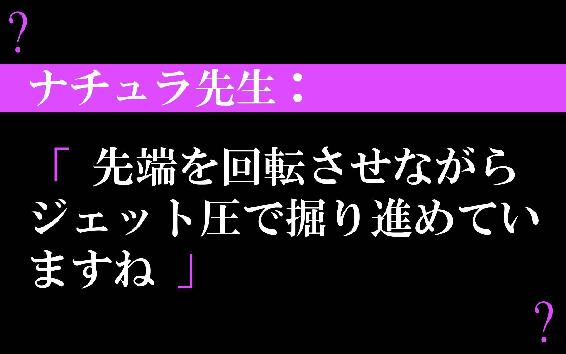 ?
ナチュラ先生：
「 先端を回転させながら
ジェット圧で掘り進めてい
ますね 」
?